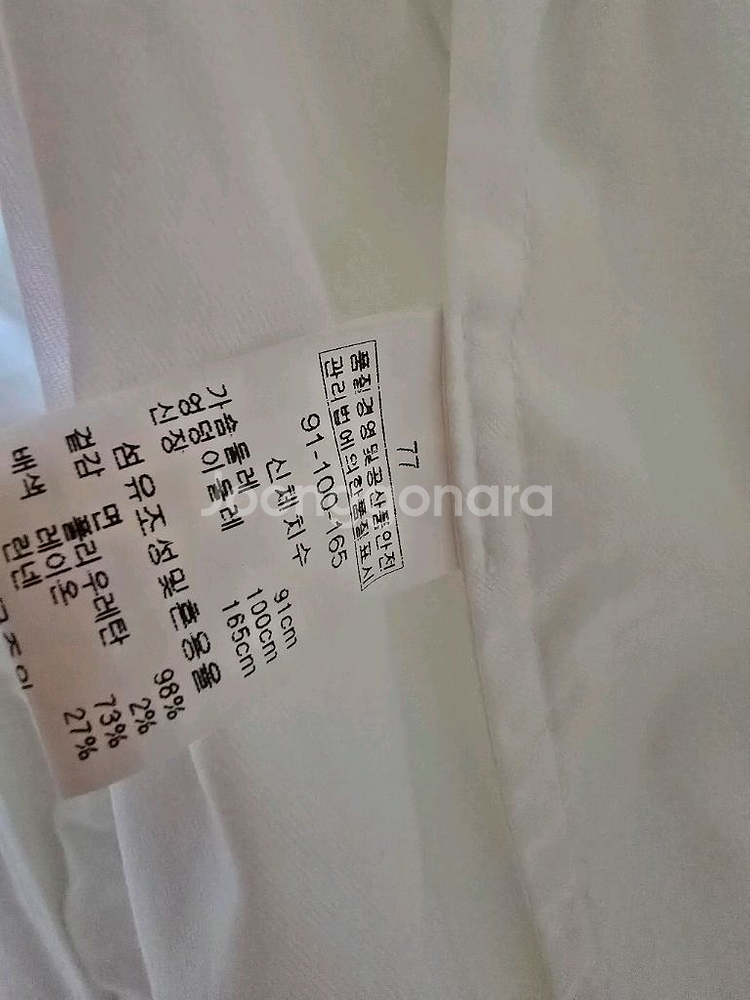 77
품질경영및공산품안전
관리법에의한품질표시
91-100-165
신체치수
가슴둘레 91cm
엉덩이둘레 100cm
신장 165cm
섬유조성및혼용율
겉감 면 98%
폴리우레탄 2%
배색 레이온 73%
린넨 27%
bungaejonara